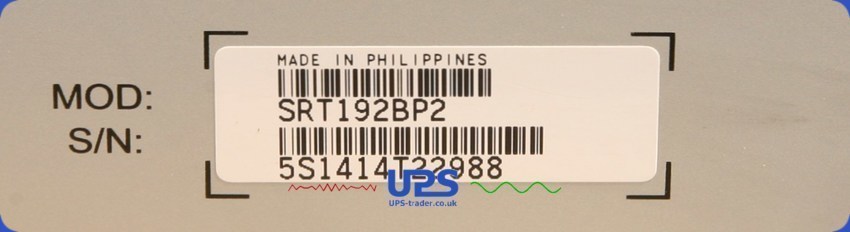 MADE IN PHILIPPINES
MOD: SRT192BP2
S/N: 5S1414T22988
UPS
UPS-trader.co.uk